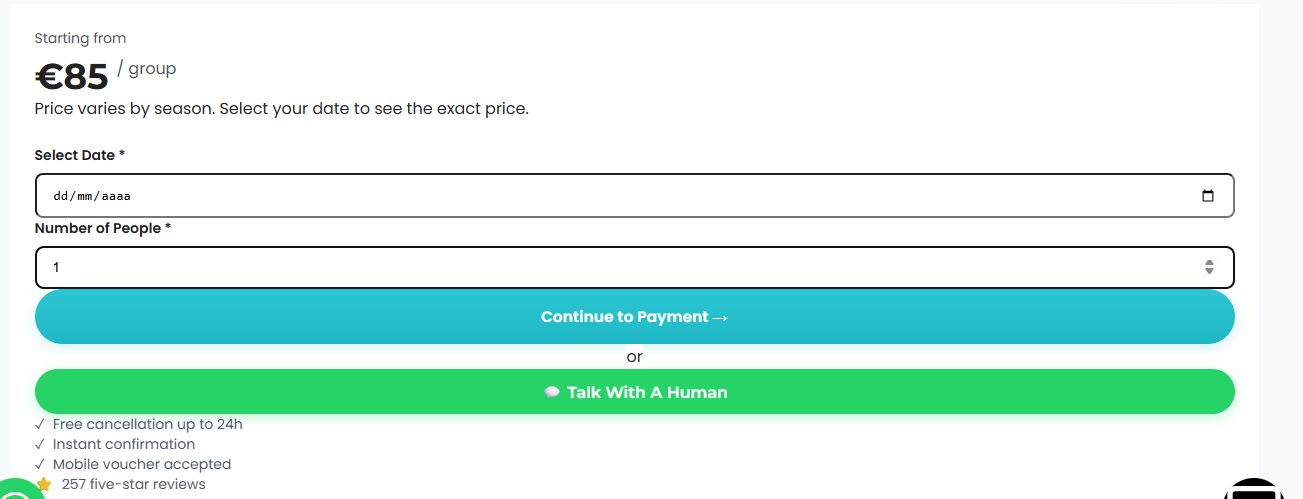 Starting from
€85 / group
Price varies by season. Select your date to see the exact price.
Select Date *
dd/mm/aaaa
Number of People *
1
Continue to Payment →
or
💬 Talk With A Human
✓ Free cancellation up to 24h
✓ Instant confirmation
✓ Mobile voucher accepted
⭐ 257 five-star reviews